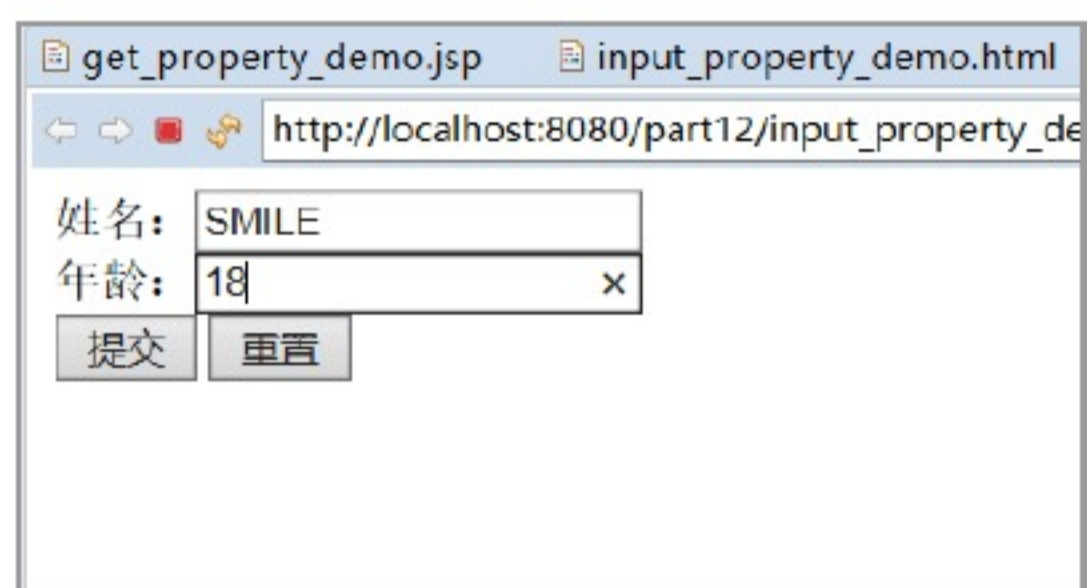 get_property_demo.jsp input_property_demo.html
http://localhost:8080/part12/input_property_de
姓名： SMILE
年龄： 18 ×
提交 重置